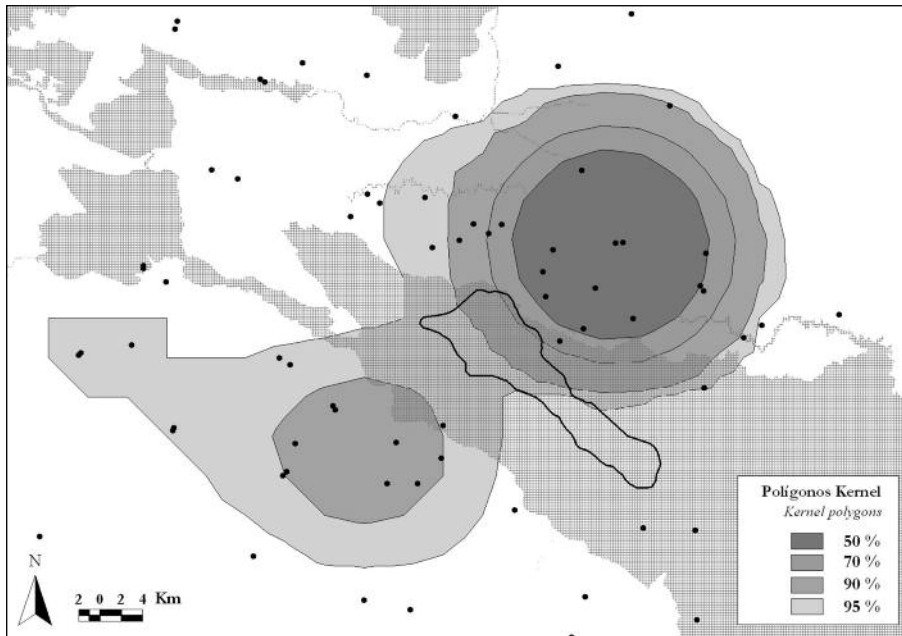 Polígonos Kernel
Kernel polygons
50 %
70 %
90 %
95 %
N
2 0 2 4 Km